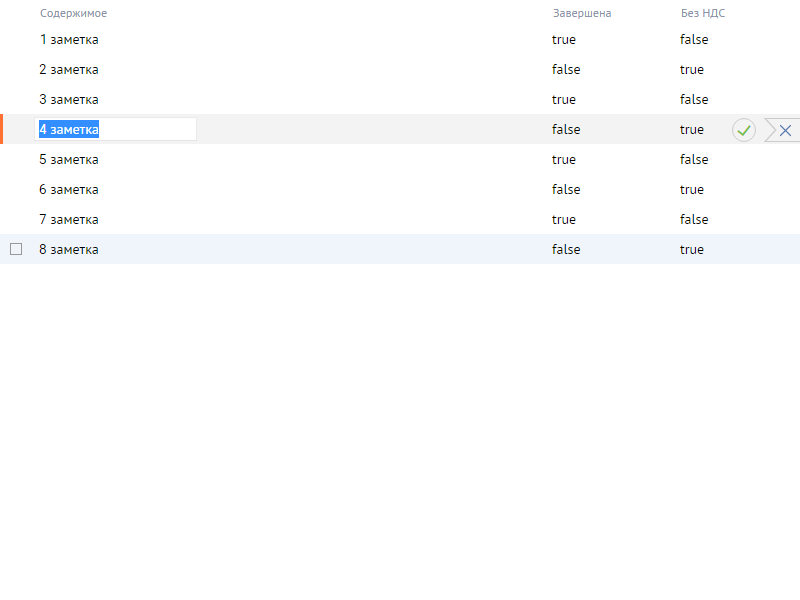 Содержимое Завершена Без НДС
1 заметка true false
2 заметка false true
3 заметка true false
4 заметка false true
5 заметка true false
6 заметка false true
7 заметка true false
8 заметка false true